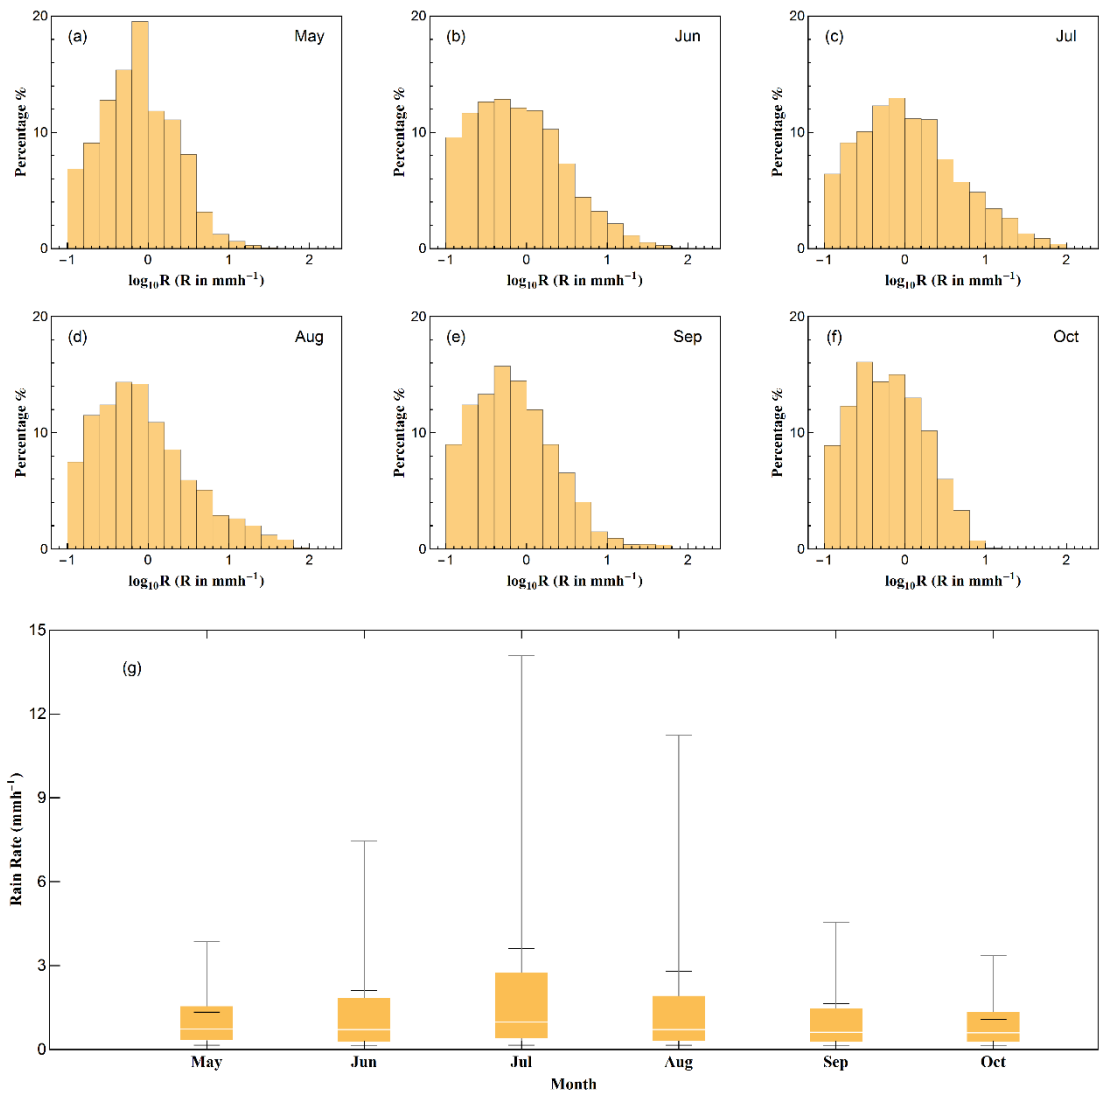 20
(a)
May
Percentage %
10
0
−1
0
1
2
log10R (R in mmh−1)
20
(b)
Jun
Percentage %
10
0
−1
0
1
2
log10R (R in mmh−1)
20
(c)
Jul
Percentage %
10
0
−1
0
1
2
log10R (R in mmh−1)
20
(d)
Aug
Percentage %
10
0
−1
0
1
2
log10R (R in mmh−1)
20
(e)
Sep
Percentage %
10
0
−1
0
1
2
log10R (R in mmh−1)
20
(f)
Oct
Percentage %
10
0
−1
0
1
2
log10R (R in mmh−1)
15
(g)
12
9
Rain Rate (mmh−1)
6
3
0
May Jun Jul Aug Sep Oct
Month